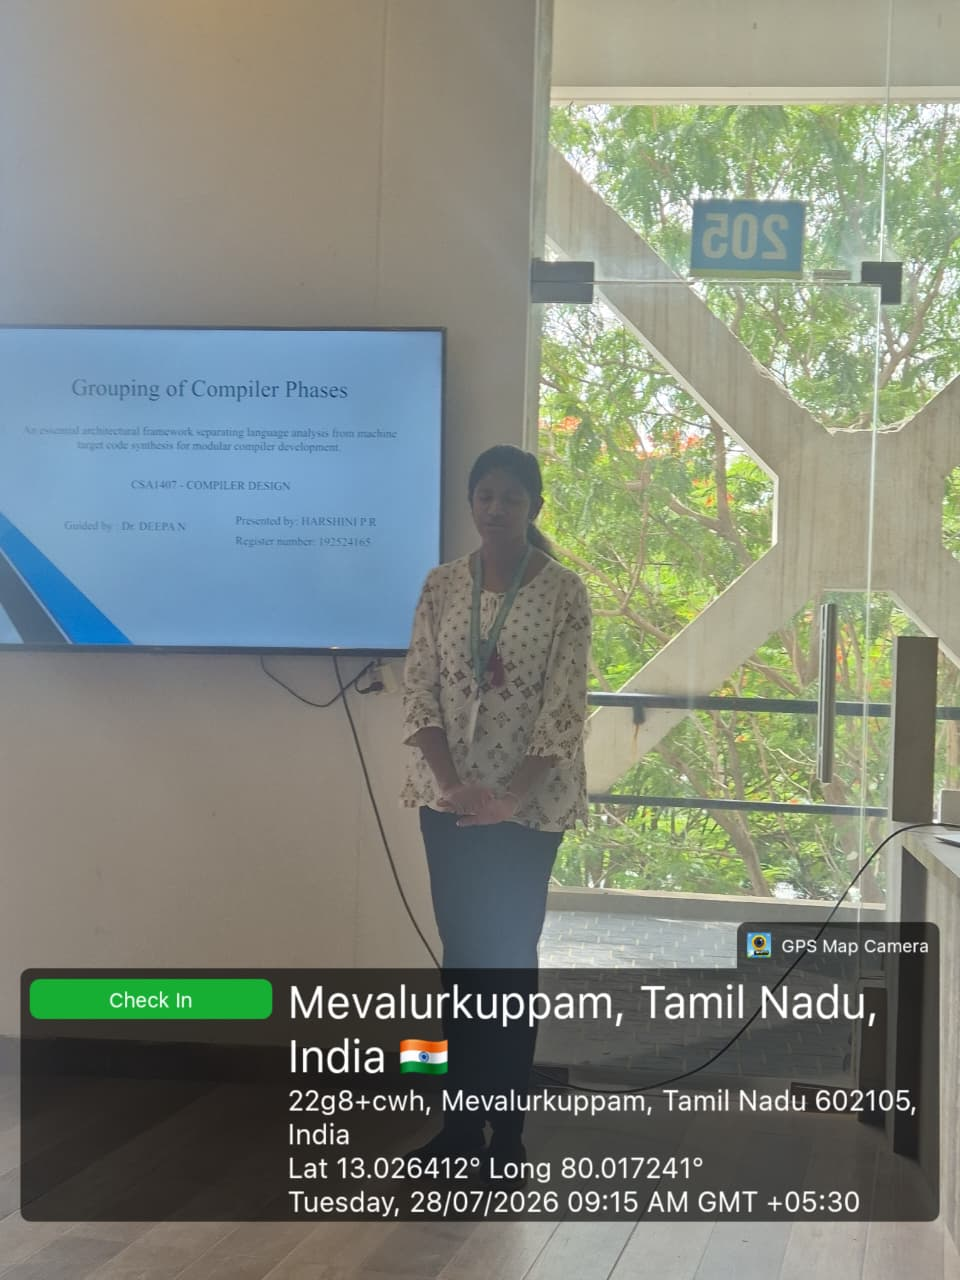 205
Grouping of Compiler Phases
An essential architectural framework separating language analysis from machine
target code synthesis for modular compiler development.
CSA1407 - COMPILER DESIGN
Guided by : Dr. DEEPA N
Presented by: HARSHINI P R
Register number: 192524165
GPS Map Camera
Check In
Mevalurkuppam, Tamil Nadu,
India 🇮🇳
22g8+cwh, Mevalurkuppam, Tamil Nadu 602105,
India
Lat 13.026412° Long 80.017241°
Tuesday, 28/07/2026 09:15 AM GMT +05:30